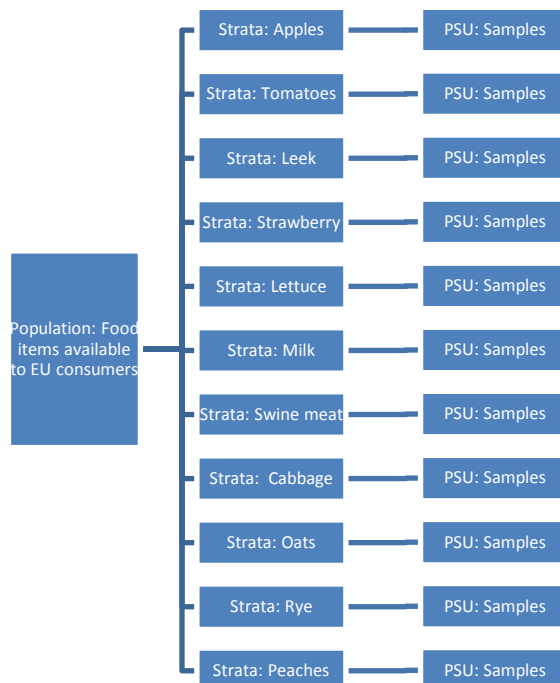 Strata: Apples
PSU: Samples
Strata: Tomatoes
PSU: Samples
Strata: Leek
PSU: Samples
Strata: Strawberry
PSU: Samples
Strata: Lettuce
PSU: Samples
Population: Food
items available
to EU consumers
Strata: Milk
PSU: Samples
Strata: Swine meat
PSU: Samples
Strata: Cabbage
PSU: Samples
Strata: Oats
PSU: Samples
Strata: Rye
PSU: Samples
Strata: Peaches
PSU: Samples